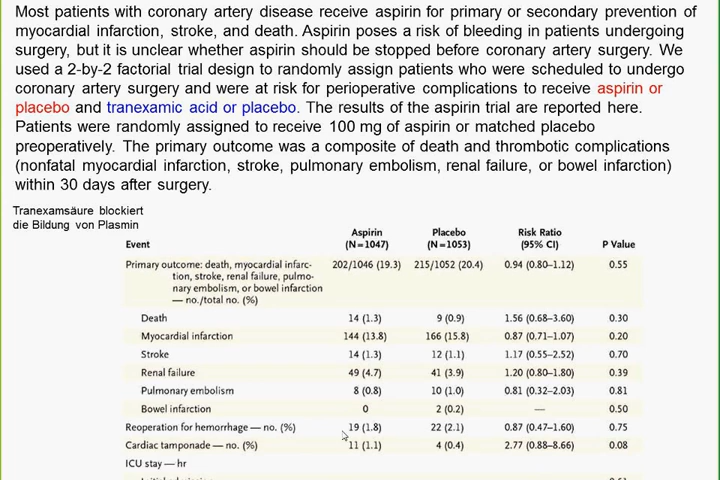 Most patients with coronary artery disease receive aspirin for primary or secondary prevention of
myocardial infarction, stroke, and death. Aspirin poses a risk of bleeding in patients undergoing
surgery, but it is unclear whether aspirin should be stopped before coronary artery surgery. We
used a 2-by-2 factorial trial design to randomly assign patients who were scheduled to undergo
coronary artery surgery and were at risk for perioperative complications to receive aspirin or
placebo and tranexamic acid or placebo. The results of the aspirin trial are reported here.
Patients were randomly assigned to receive 100 mg of aspirin or matched placebo
preoperatively. The primary outcome was a composite of death and thrombotic complications
(nonfatal myocardial infarction, stroke, pulmonary embolism, renal failure, or bowel infarction)
within 30 days after surgery.
Tranexamsäure blockiert
die Bildung von Plasmin
Event Aspirin (N=1047) Placebo (N=1053) Risk Ratio (95% CI) P Value
Primary outcome: death, myocardial infarc- 202/1046 (19.3) 215/1052 (20.4) 0.94 (0.80–1.12) 0.55
tion, stroke, renal failure, pulmo-
nary embolism, or bowel infarction
— no./total no. (%)
Death 14 (1.3) 9 (0.9) 1.56 (0.68–3.60) 0.30
Myocardial infarction 144 (13.8) 166 (15.8) 0.87 (0.71–1.07) 0.20
Stroke 14 (1.3) 12 (1.1) 1.17 (0.55–2.52) 0.70
Renal failure 49 (4.7) 41 (3.9) 1.20 (0.80–1.80) 0.39
Pulmonary embolism 8 (0.8) 10 (1.0) 0.81 (0.32–2.03) 0.81
Bowel infarction 0 2 (0.2) — 0.50
Reoperation for hemorrhage — no. (%) 19 (1.8) 22 (2.1) 0.87 (0.47–1.60) 0.75
Cardiac tamponade — no. (%) 11 (1.1) 4 (0.4) 2.77 (0.88–8.66) 0.08
ICU stay — hr